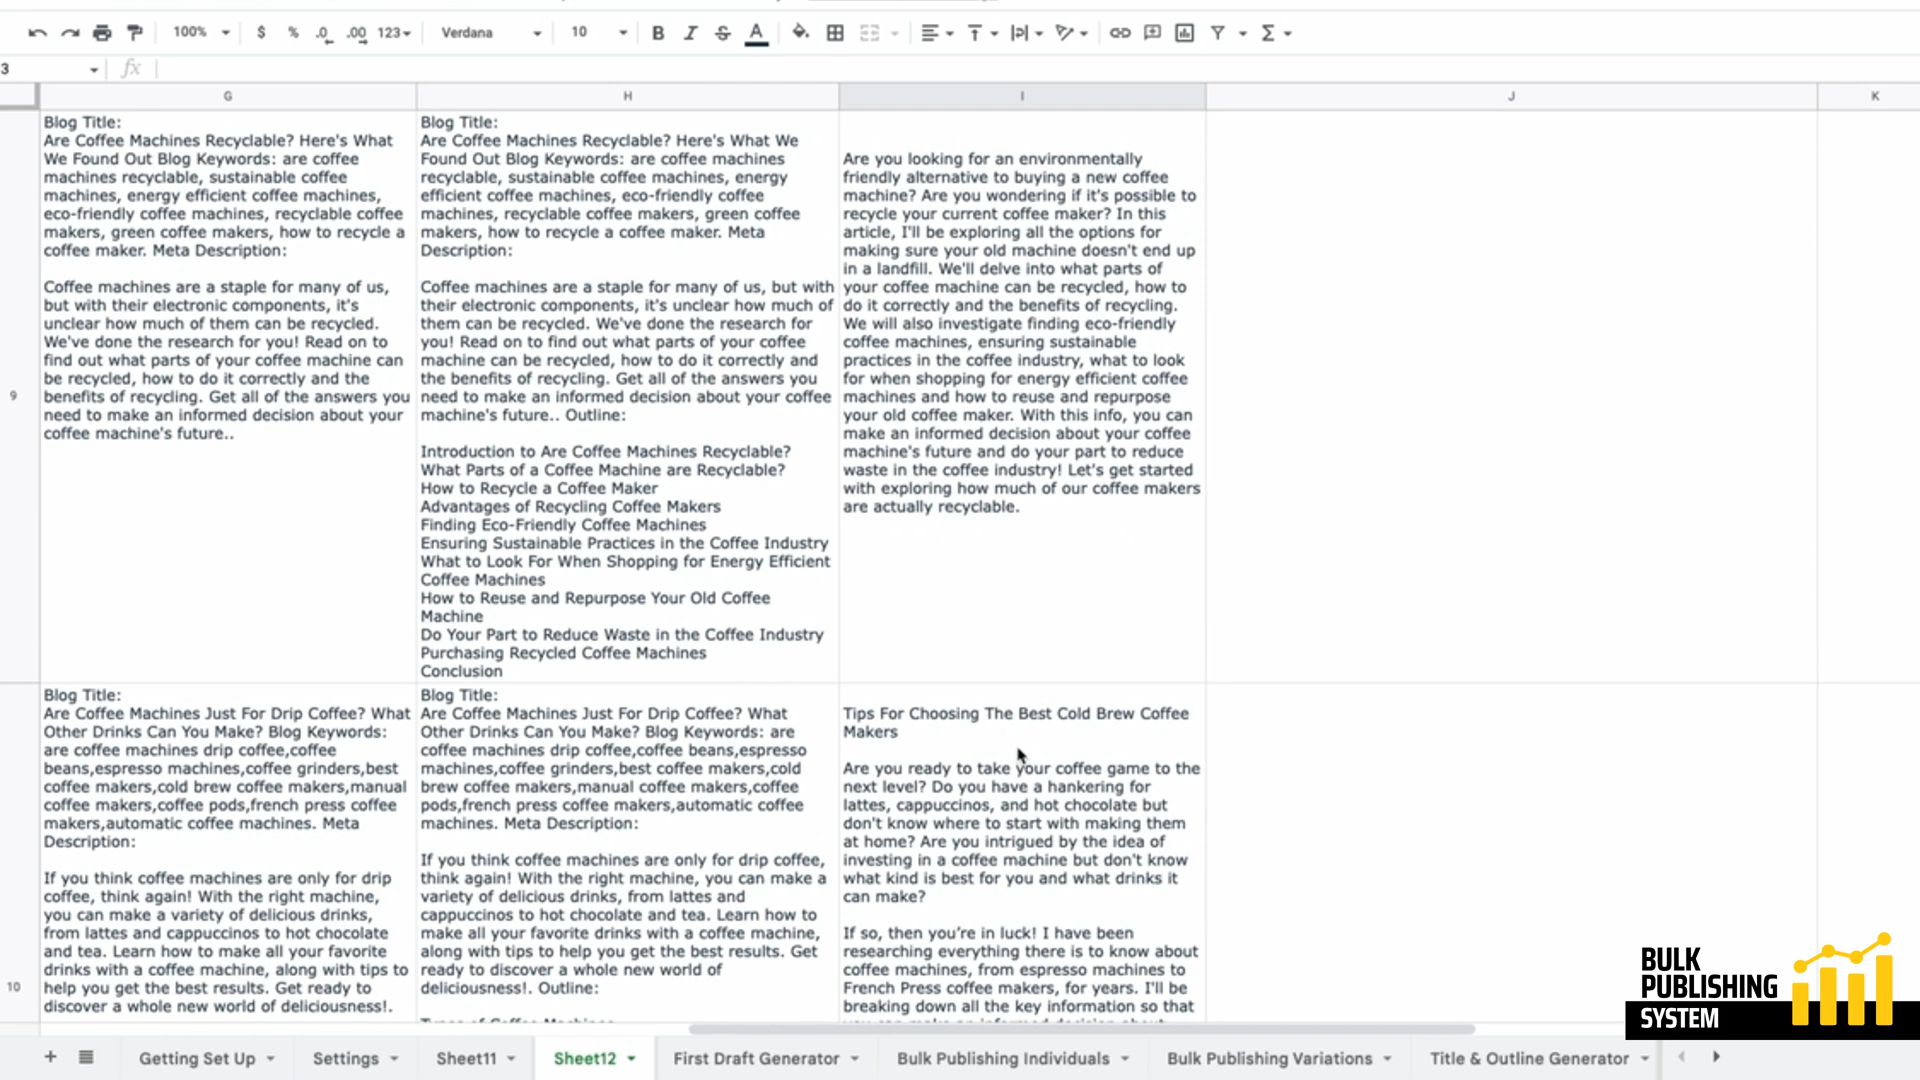 100%
$
%
.0
.00
123
Verdana
10
B
I
S
A
Σ
3
fx
G
H
I
J
K
9
Blog Title:
Are Coffee Machines Recyclable? Here's What
We Found Out Blog Keywords: are coffee
machines recyclable, sustainable coffee
machines, energy efficient coffee machines,
eco-friendly coffee machines, recyclable coffee
makers, green coffee makers, how to recycle a
coffee maker. Meta Description:
Coffee machines are a staple for many of us,
but with their electronic components, it's
unclear how much of them can be recycled.
We've done the research for you! Read on to
find out what parts of your coffee machine can
be recycled, how to do it correctly and the
benefits of recycling. Get all of the answers you
need to make an informed decision about your
coffee machine's future..
Blog Title:
Are Coffee Machines Recyclable? Here's What We
Found Out Blog Keywords: are coffee machines
recyclable, sustainable coffee machines, energy
efficient coffee machines, eco-friendly coffee
machines, recyclable coffee makers, green coffee
makers, how to recycle a coffee maker. Meta
Description:
Coffee machines are a staple for many of us, but with
their electronic components, it's unclear how much of
them can be recycled. We've done the research for
you! Read on to find out what parts of your coffee
machine can be recycled, how to do it correctly and
the benefits of recycling. Get all of the answers you
need to make an informed decision about your coffee
machine's future.. Outline:
Introduction to Are Coffee Machines Recyclable?
What Parts of a Coffee Machine are Recyclable?
How to Recycle a Coffee Maker
Advantages of Recycling Coffee Makers
Finding Eco-Friendly Coffee Machines
Ensuring Sustainable Practices in the Coffee Industry
What to Look For When Shopping for Energy Efficient
Coffee Machines
How to Reuse and Repurpose Your Old Coffee
Machine
Do Your Part to Reduce Waste in the Coffee Industry
Purchasing Recycled Coffee Machines
Conclusion
Are you looking for an environmentally
friendly alternative to buying a new coffee
machine? Are you wondering if it's possible to
recycle your current coffee maker? In this
article, I'll be exploring all the options for
making sure your old machine doesn't end up
in a landfill. We'll delve into what parts of
your coffee machine can be recycled, how to
do it correctly and the benefits of recycling.
We will also investigate finding eco-friendly
coffee machines, ensuring sustainable
practices in the coffee industry, what to look
for when shopping for energy efficient coffee
machines and how to reuse and repurpose
your old coffee maker. With this info, you can
make an informed decision about your coffee
machine's future and do your part to reduce
waste in the coffee industry! Let's get started
with exploring how much of our coffee makers
are actually recyclable.
10
Blog Title:
Are Coffee Machines Just For Drip Coffee? What
Other Drinks Can You Make? Blog Keywords:
are coffee machines drip coffee,coffee
beans,espresso machines,coffee grinders,best
coffee makers,cold brew coffee makers,manual
coffee makers,coffee pods,french press coffee
makers,automatic coffee machines. Meta
Description:
If you think coffee machines are only for drip
coffee, think again! With the right machine,
you can make a variety of delicious drinks,
from lattes and cappuccinos to hot chocolate
and tea. Learn how to make all your favorite
drinks with a coffee machine, along with tips to
help you get the best results. Get ready to
discover a whole new world of deliciousness!.
Blog Title:
Are Coffee Machines Just For Drip Coffee? What
Other Drinks Can You Make? Blog Keywords: are
coffee machines drip coffee,coffee beans,espresso
machines,coffee grinders,best coffee makers,cold
brew coffee makers,manual coffee makers,coffee
pods,french press coffee makers,automatic coffee
machines. Meta Description:
If you think coffee machines are only for drip coffee,
think again! With the right machine, you can make a
variety of delicious drinks, from lattes and
cappuccinos to hot chocolate and tea. Learn how to
make all your favorite drinks with a coffee machine,
along with tips to help you get the best results. Get
ready to discover a whole new world of
deliciousness!. Outline:
Types of Coffee Machines
Tips For Choosing The Best Cold Brew Coffee
Makers
Are you ready to take your coffee game to the
next level? Do you have a hankering for
lattes, cappuccinos, and hot chocolate but
don't know where to start with making them
at home? Are you intrigued by the idea of
investing in a coffee machine but don't know
what kind is best for you and what drinks it
can make?
If so, then you're in luck! I have been
researching everything there is to know about
coffee machines, from espresso machines to
French Press coffee makers, for years. I'll be
breaking down all the key information so that
you can make an informed decision about
BULK
PUBLISHING
SYSTEM
Getting Set Up
Settings
Sheet11
Sheet12
First Draft Generator
Bulk Publishing Individuals
Bulk Publishing Variations
Title & Outline Generator